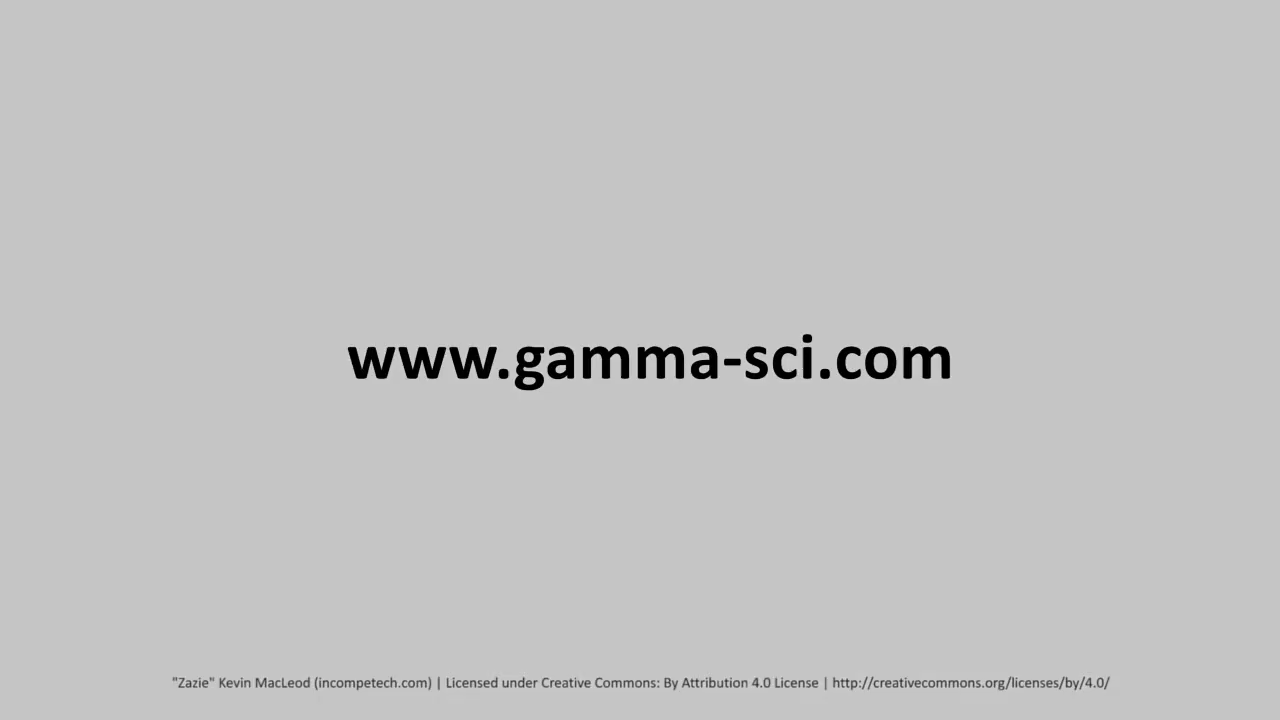 www.gamma-sci.com
"Zazie" Kevin MacLeod (incompetech.com) | Licensed under Creative Commons: By Attribution 4.0 License | http://creativecommons.org/licenses/by/4.0/